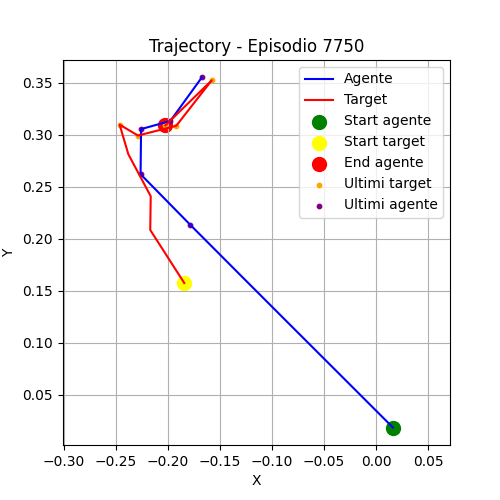 Trajectory - Episodio 7750
Agente
Target
Start agente
Start target
End agente
Ultimi target
Ultimi agente
Y
0.35
0.30
0.25
0.20
0.15
0.10
0.05
−0.30 −0.25 −0.20 −0.15 −0.10 −0.05 0.00 0.05
X